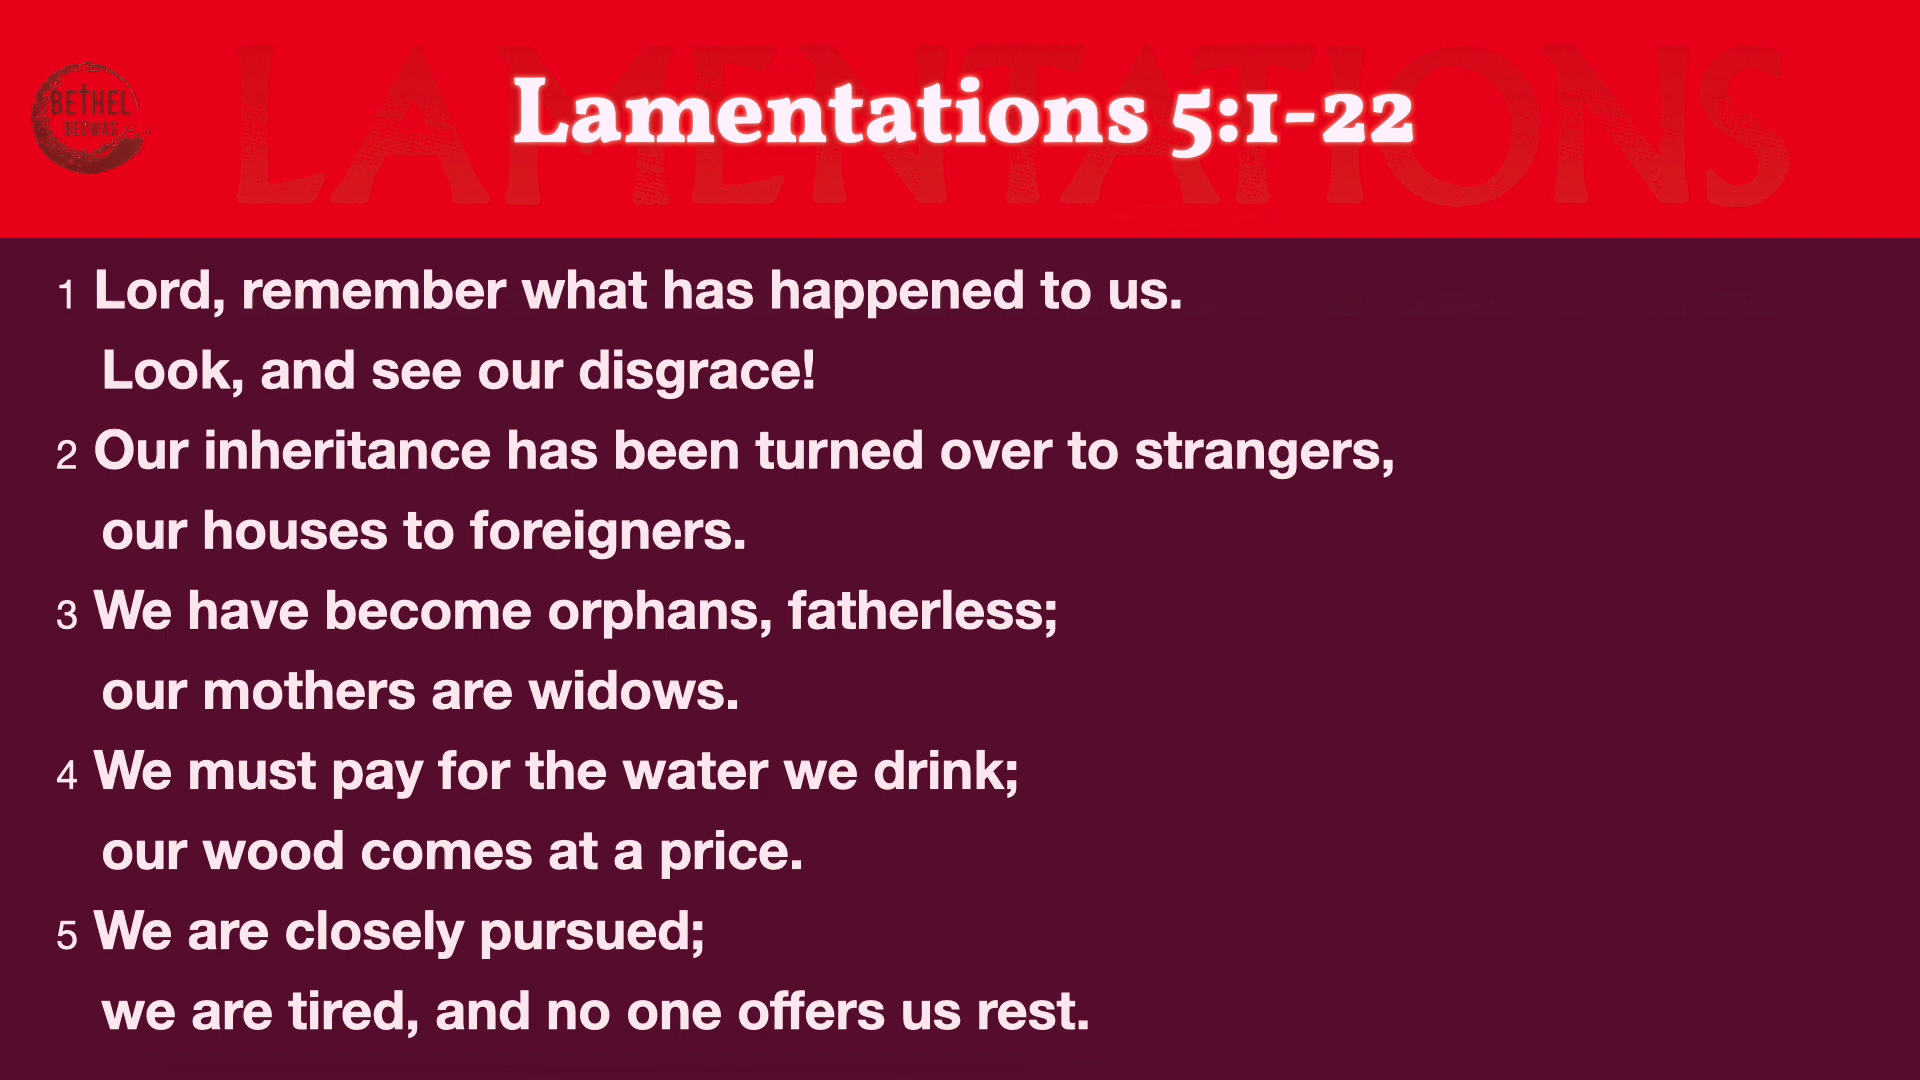 LAMENTATIONS
BETHEL
BEDWAS
Lamentations 5:1-22
1 Lord, remember what has happened to us.
Look, and see our disgrace!
2 Our inheritance has been turned over to strangers,
our houses to foreigners.
3 We have become orphans, fatherless;
our mothers are widows.
4 We must pay for the water we drink;
our wood comes at a price.
5 We are closely pursued;
we are tired, and no one offers us rest.